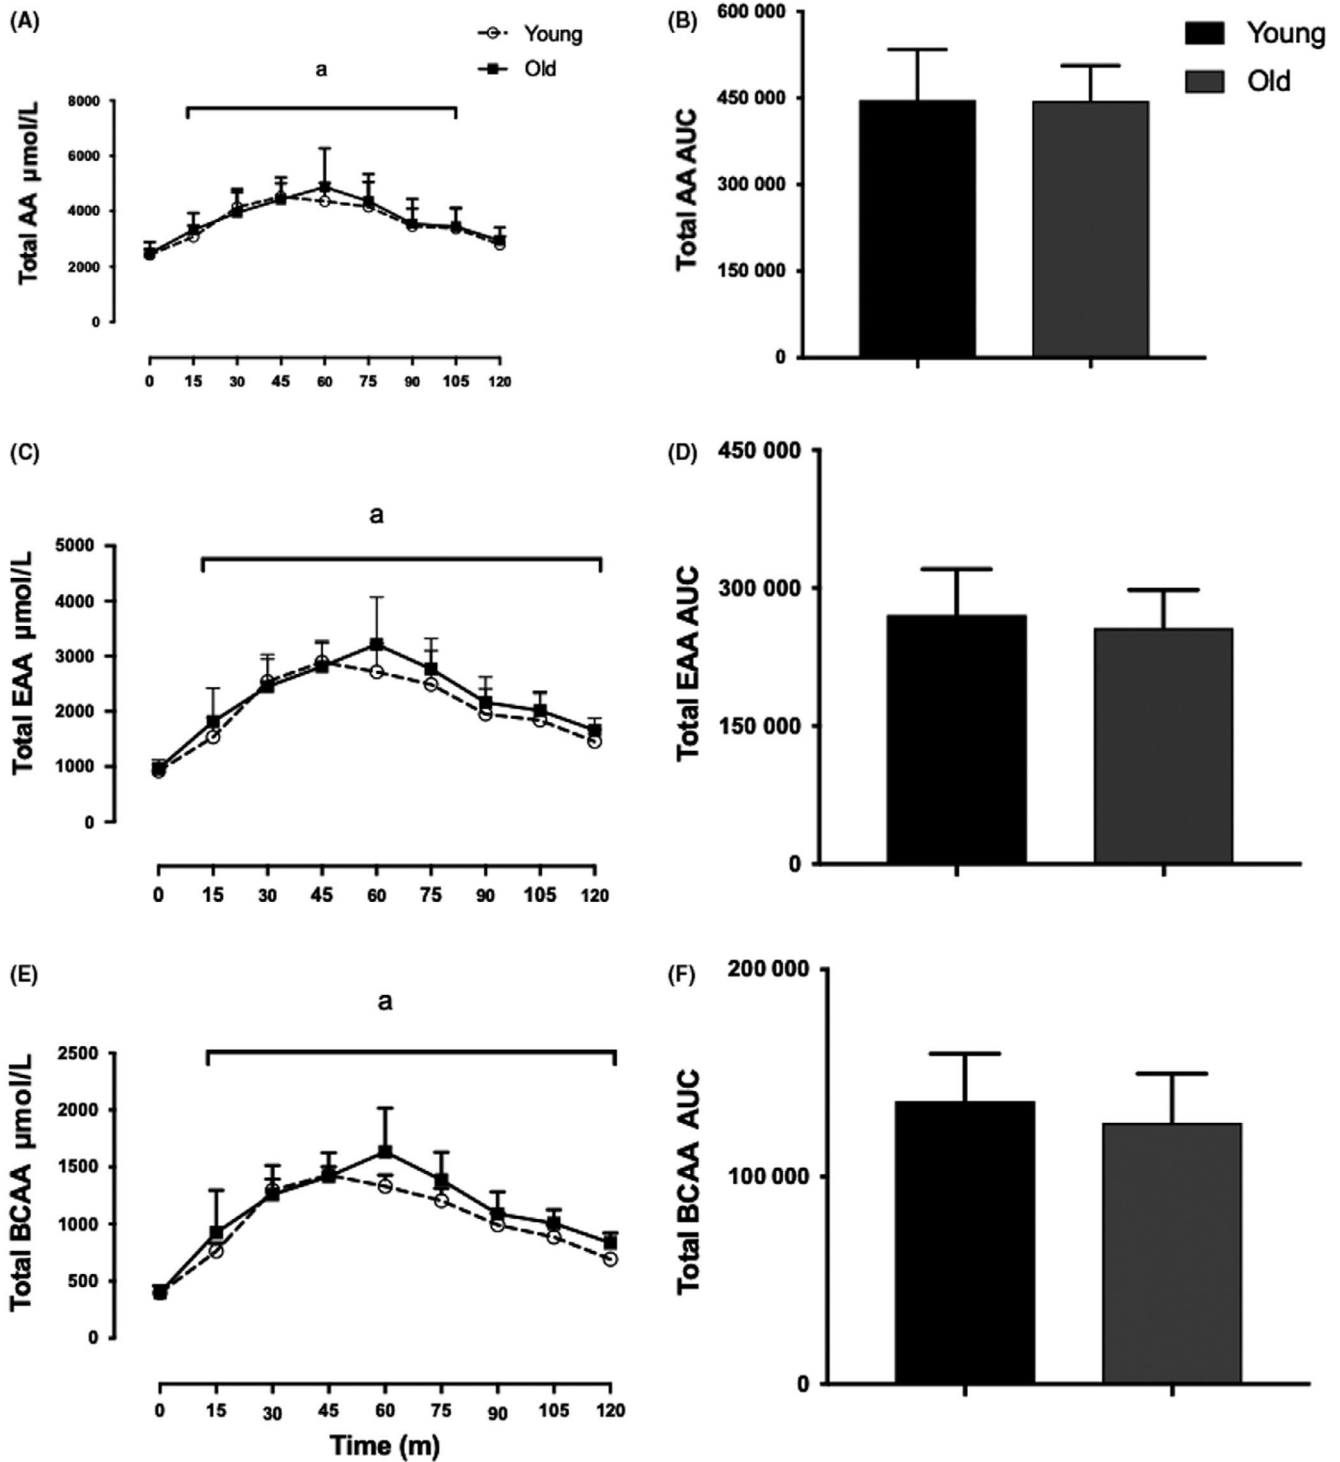 (A)
Young
Old
a
Total AA µmol/L
8000
6000
4000
2000
0
0 15 30 45 60 75 90 105 120
(B)
Young
Old
Total AA AUC
600 000
450 000
300 000
150 000
0
(C)
a
Total EAA µmol/L
5000
4000
3000
2000
1000
0
0 15 30 45 60 75 90 105 120
(D)
Total EAA AUC
450 000
300 000
150 000
0
(E)
a
Total BCAA µmol/L
2500
2000
1500
1000
500
0
0 15 30 45 60 75 90 105 120
Time (m)
(F)
Total BCAA AUC
200 000
100 000
0